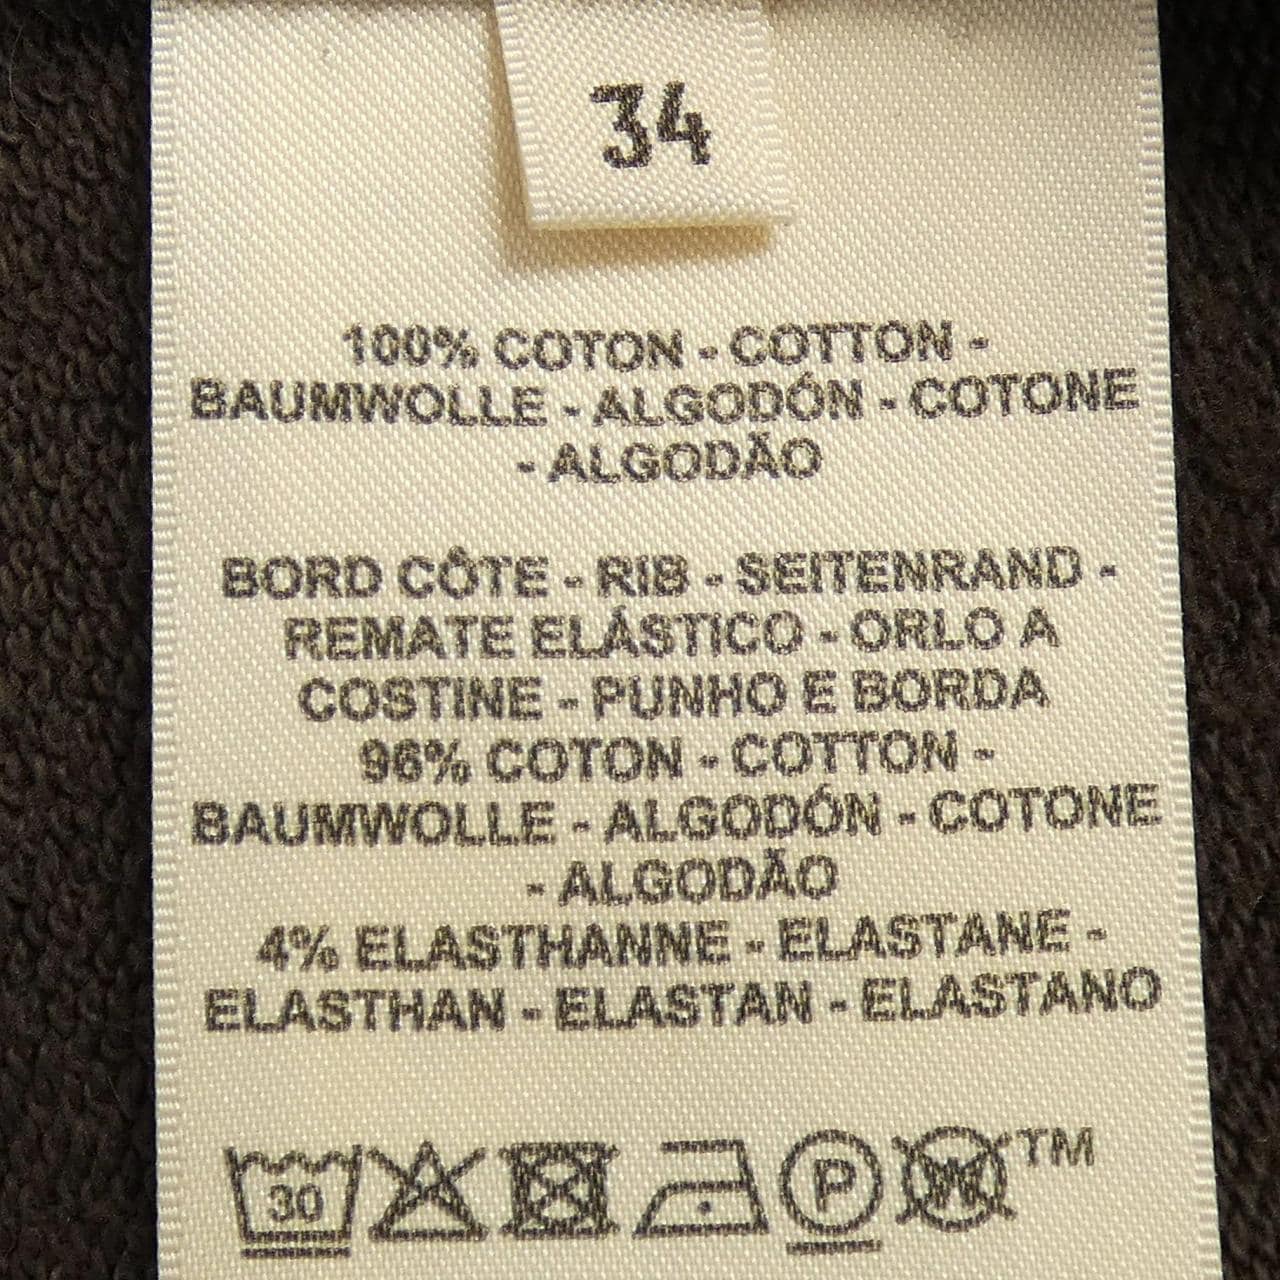 34
100% COTON - COTTON -
BAUMWOLLE - ALGODÓN - COTONE
- ALGODÃO
BORD CÔTE - RIB - SEITENRAND -
REMATE ELÁSTICO - ORLO A
COSTINE - PUNHO E BORDA
96% COTON - COTTON -
BAUMWOLLE - ALGODÓN - COTONE
- ALGODÃO
4% ELASTHANNE - ELASTANE -
ELASTHAN - ELASTAN - ELASTANO
30 P W TM